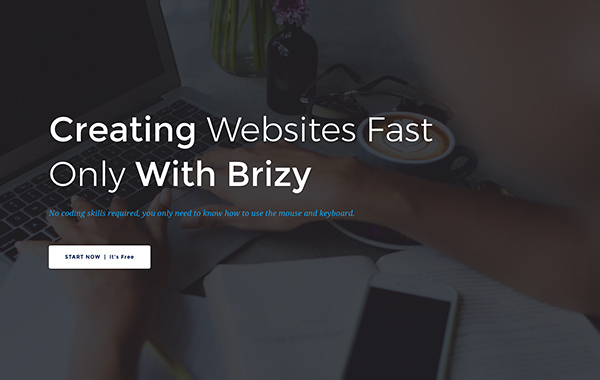 Creating Websites Fast
Only With Brizy
No coding skills required, you only need to know how to use the mouse and keyboard.
START NOW | It's Free